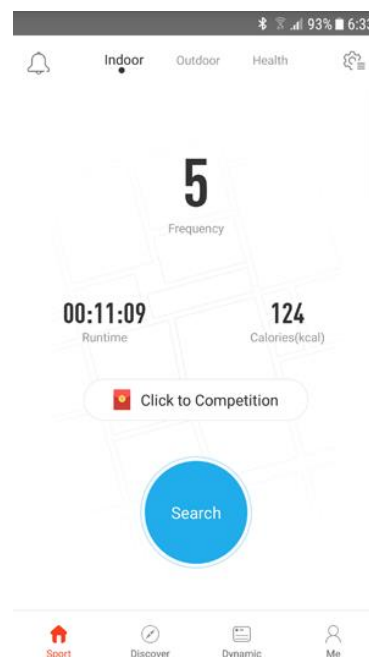 93% 6:33
Indoor Outdoor Health
5
Frequency
00:11:09 124
Runtime Calories(kcal)
Click to Competition
Search
Sport Discover Dynamic Me